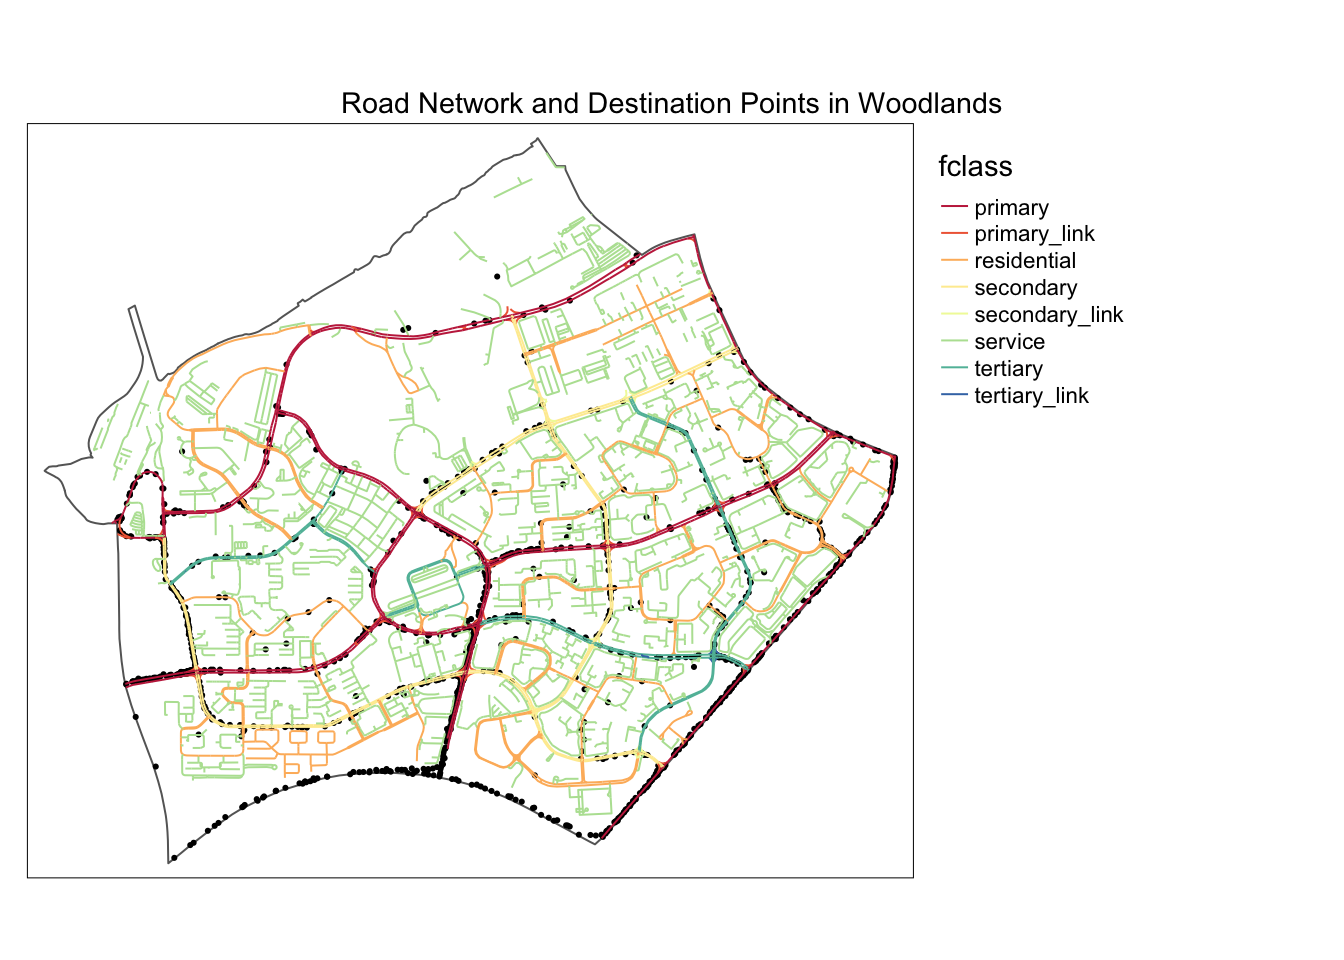 Road Network and Destination Points in Woodlands
fclass
primary
primary_link
residential
secondary
secondary_link
service
tertiary
tertiary_link